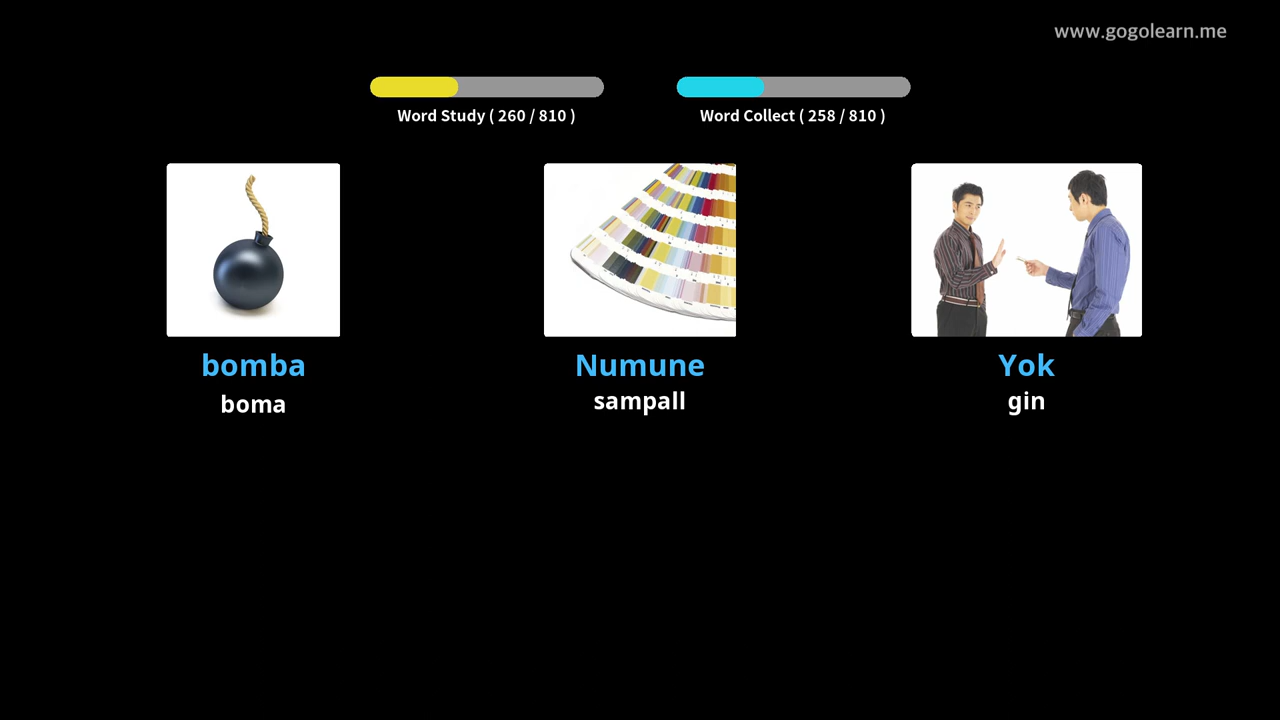 www.gogolearn.me
Word Study ( 260 / 810 )
Word Collect ( 258 / 810 )
bomba
boma
Numune
sampall
Yok
gin